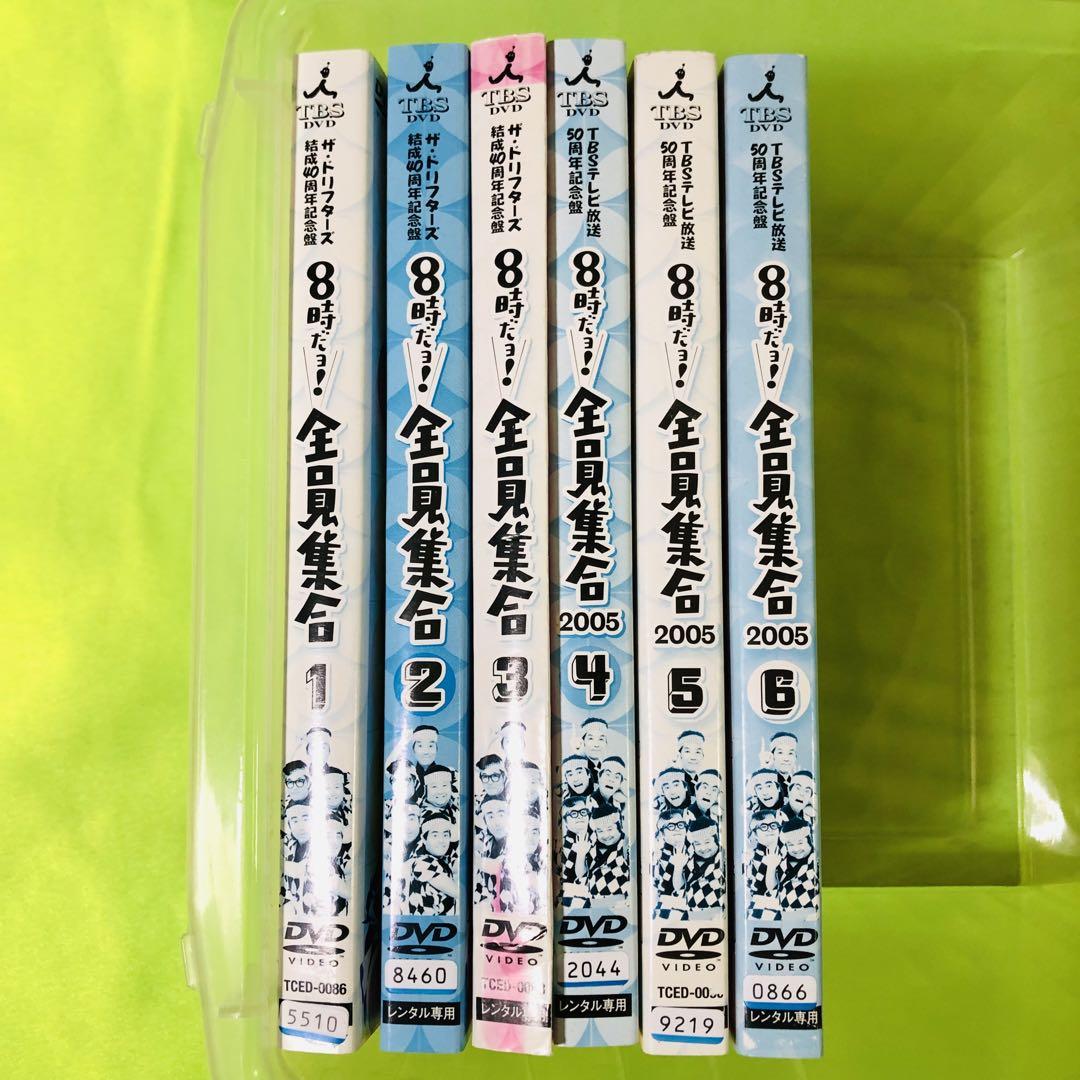 TBS
DVD
ザ・ドリフターズ
結成40周年記念盤
8時だョ!
全員集合
1
DVD
VIDEO
TCED-0086
5510
TBS
DVD
ザ・ドリフターズ
結成40周年記念盤
8時だョ!
全員集合
2
DVD
8460
レンタル専用
TBS
DVD
ザ・ドリフターズ
結成40周年記念盤
8時だョ!
全員集合
3
DVD
VIDEO
レンタル専用
TBS
DVD
TBSテレビ放送
50周年記念盤
8時だョ!
全員集合
2005
4
DVD
2044
レンタル専用
TBS
DVD
TBSテレビ放送
50周年記念盤
8時だョ!
全員集合
2005
5
DVD
VIDEO
9219
TBS
DVD
TBSテレビ放送
50周年記念盤
8時だョ!
全員集合
2005
6
DVD
0866
レンタル専用